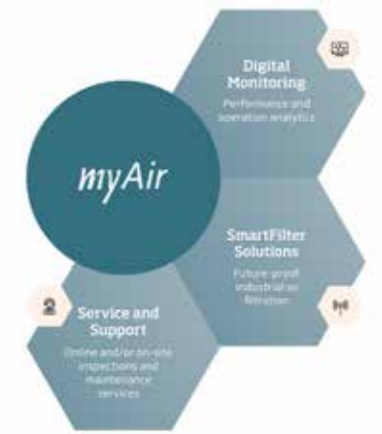 Digital
Monitoring
Performance and
operation analytics
myAir
SmartFilter
Solutions
Future-proof
industrial air
filtration
Service and
Support
Online and/or on-site
inspections and
maintenance
services